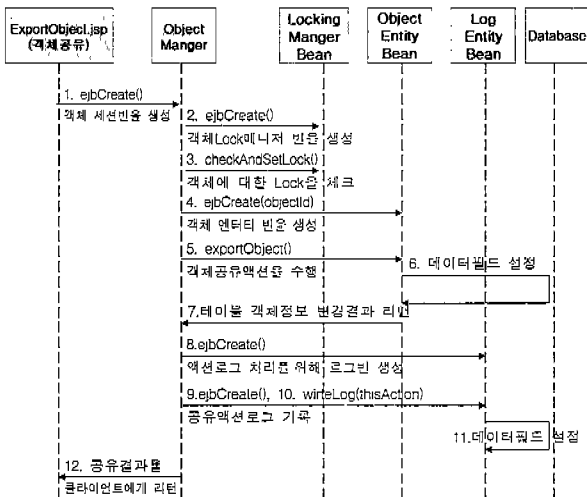 ExportObject.jsp
(객체공유)
Object
Manger
Locking
Manger
Bean
Object
Entity
Bean
Log
Entity
Bean
Database
1. ejbCreate()
객체 세션빈을 생성
2. ejbCreate()
객체Lock매니저 빈을 생성
3. checkAndSetLock()
객체에 대한 Lock을 체크
4. ejbCreate(objectId)
객체 엔터티 빈을 생성
5. exportObject()
객체공유액션을 수행
6. 데이터필드 설정
7.테이블 객체정보 변경결과 리턴
8.ejbCreate()
액션로그 처리를 위해 로그빈 생성
9.ejbCreate(), 10. wirteLog(thisAction)
공유액션로그 기록
11.데이터필드 설정
12. 공유결과를
클라이언트에게 리턴